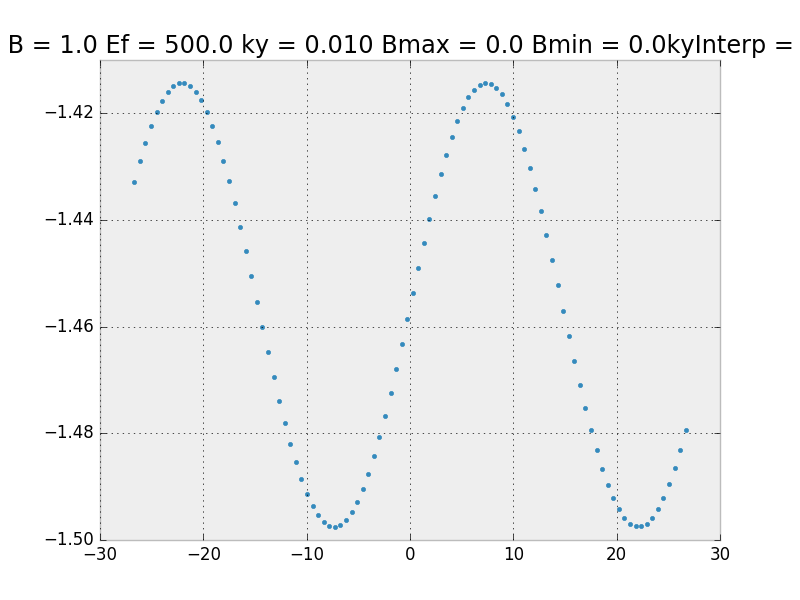 B = 1.0 Ef = 500.0 ky = 0.010 Bmax = 0.0 Bmin = 0.0kyInterp =
−1.42
−1.44
−1.46
−1.48
−1.50
−30 −20 −10 0 10 20 30